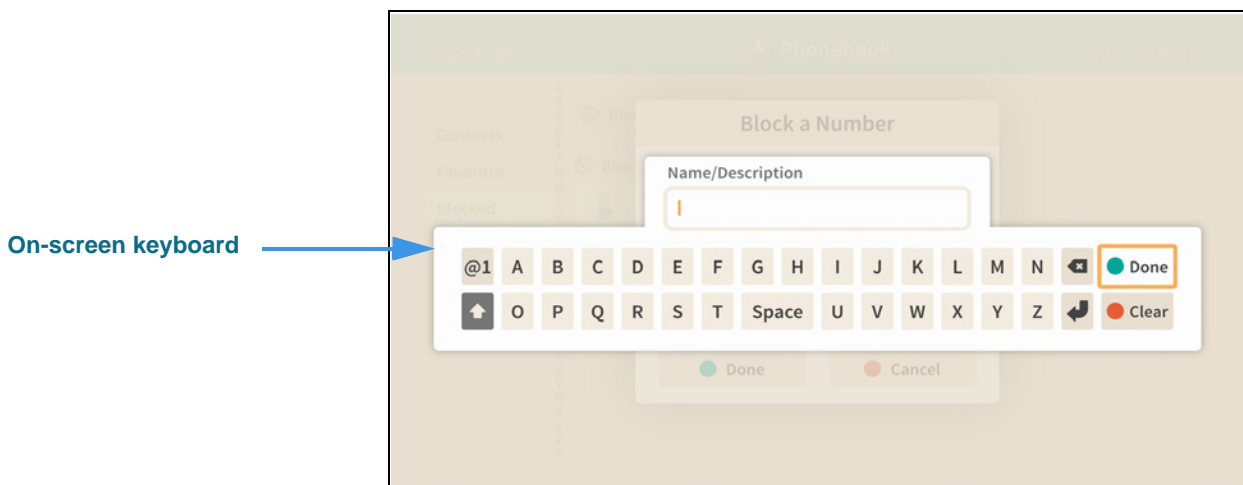 Phonebook
Block a Number
Contacts
Favorites
Name/Description
Blocked
On-screen keyboard
@1 A B C D E F G H I J K L M N Done
O P Q R S T Space U V W X Y Z Clear
Done Cancel